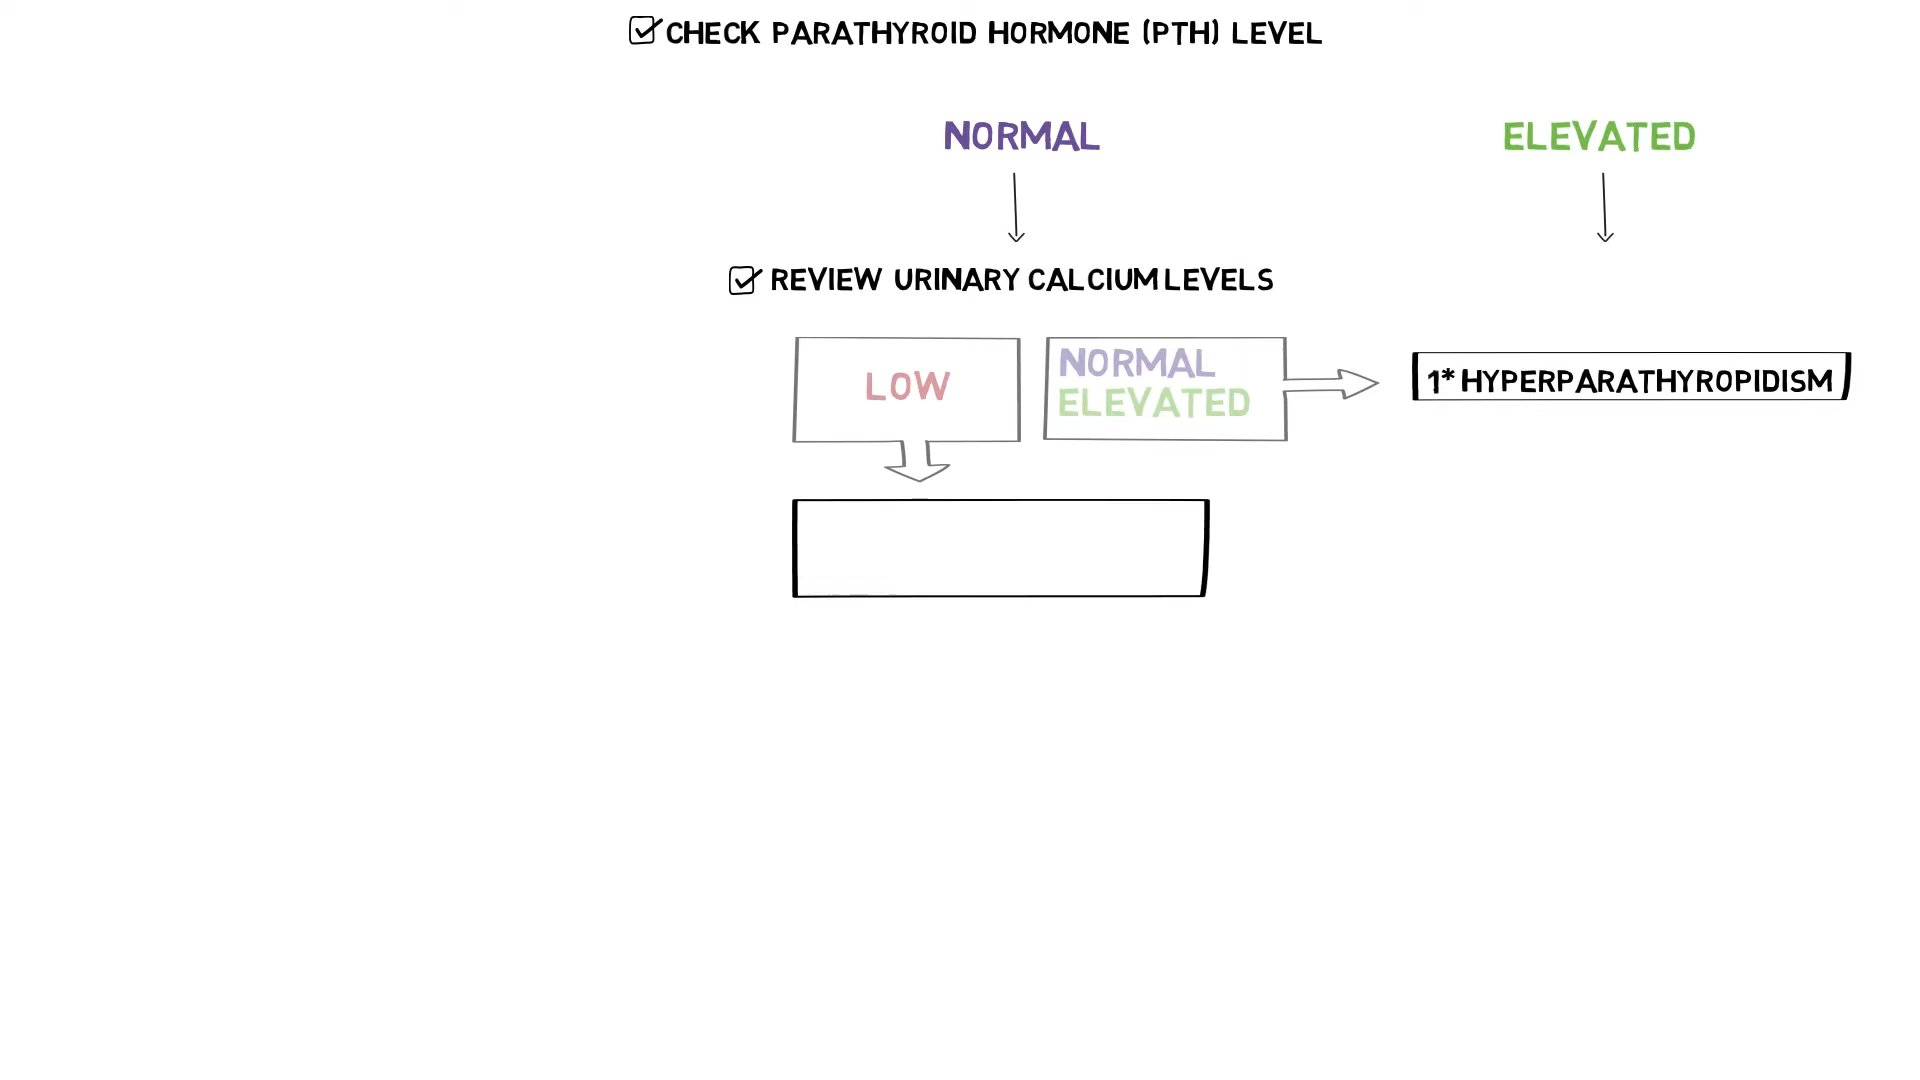 CHECK PARATHYROID HORMONE (PTH) LEVEL
NORMAL
ELEVATED
REVIEW URINARY CALCIUM LEVELS
LOW
NORMAL
ELEVATED
1* HYPERPARATHYROPIDISM